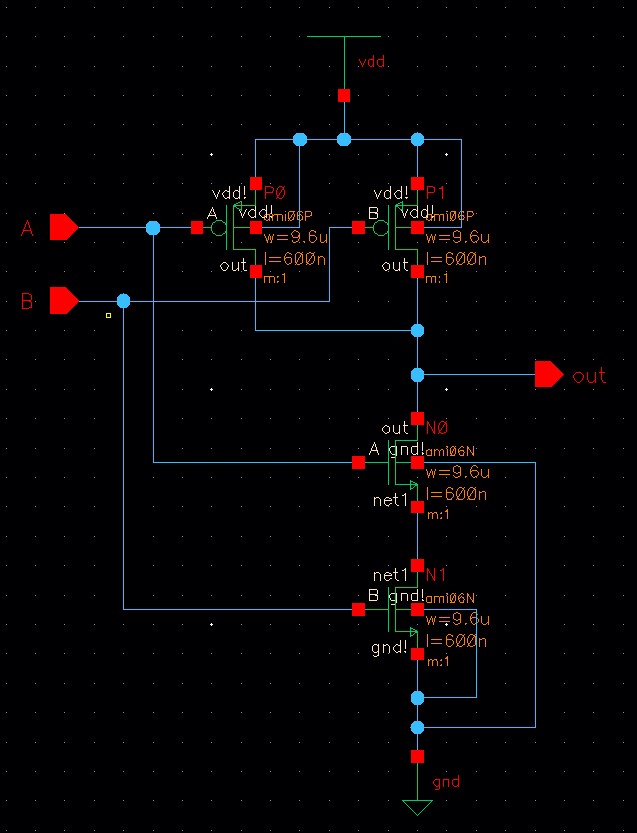 vdd
vdd! P0
vdd! P1
A
A vdd! ami06P
B vdd! ami06P
w=9.6u
w=9.6u
l=600n
l=600n
out m:1
out m:1
B
out
out N0
A gnd! ami06N
w=9.6u
l=600n
net1
m:1
net1 N1
B gnd! ami06N
w=9.6u
l=600n
gnd!
m:1
gnd